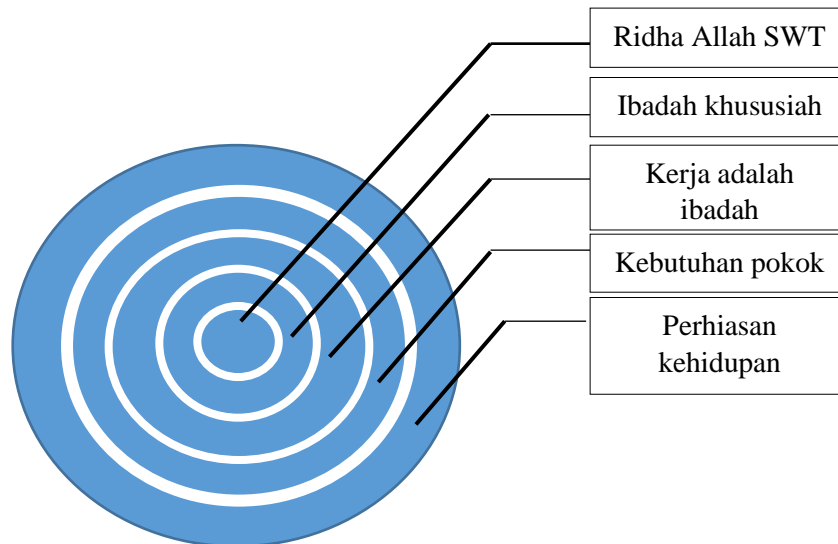 Ridha Allah SWT
Ibadah khususiah
Kerja adalah
ibadah
Kebutuhan pokok
Perhiasan
kehidupan